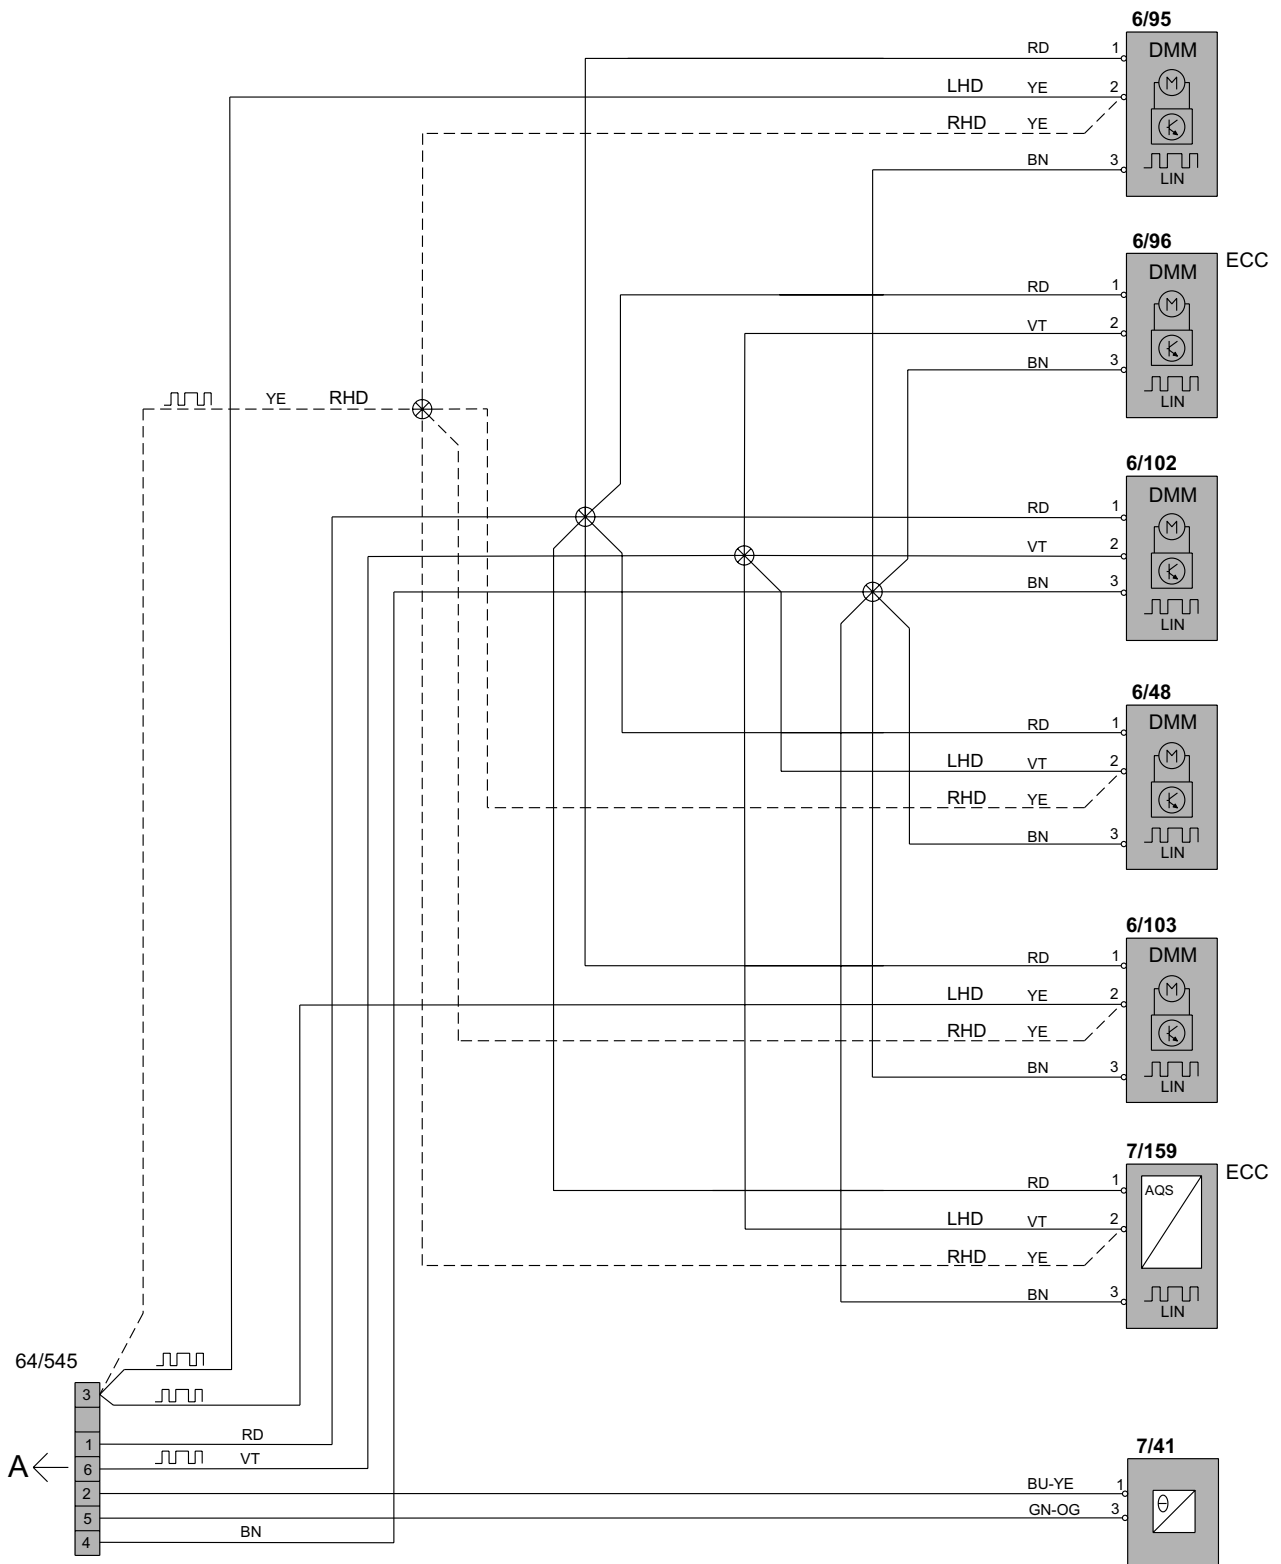 6/95
DMM
M
LIN
RD 1
LHD YE 2
RHD YE
BN 3
6/96
ECC
DMM
M
LIN
RD 1
VT 2
BN 3
YE RHD
6/102
DMM
M
LIN
RD 1
VT 2
BN 3
6/48
DMM
M
LIN
RD 1
LHD VT 2
RHD YE
BN 3
6/103
DMM
M
LIN
RD 1
LHD YE 2
RHD YE
BN 3
7/159
ECC
AQS
LIN
RD 1
LHD VT 2
RHD YE
BN 3
64/545
3
1 RD
A
6 VT
2
5
4 BN
7/41
BU-YE 1
GN-OG 3
θ